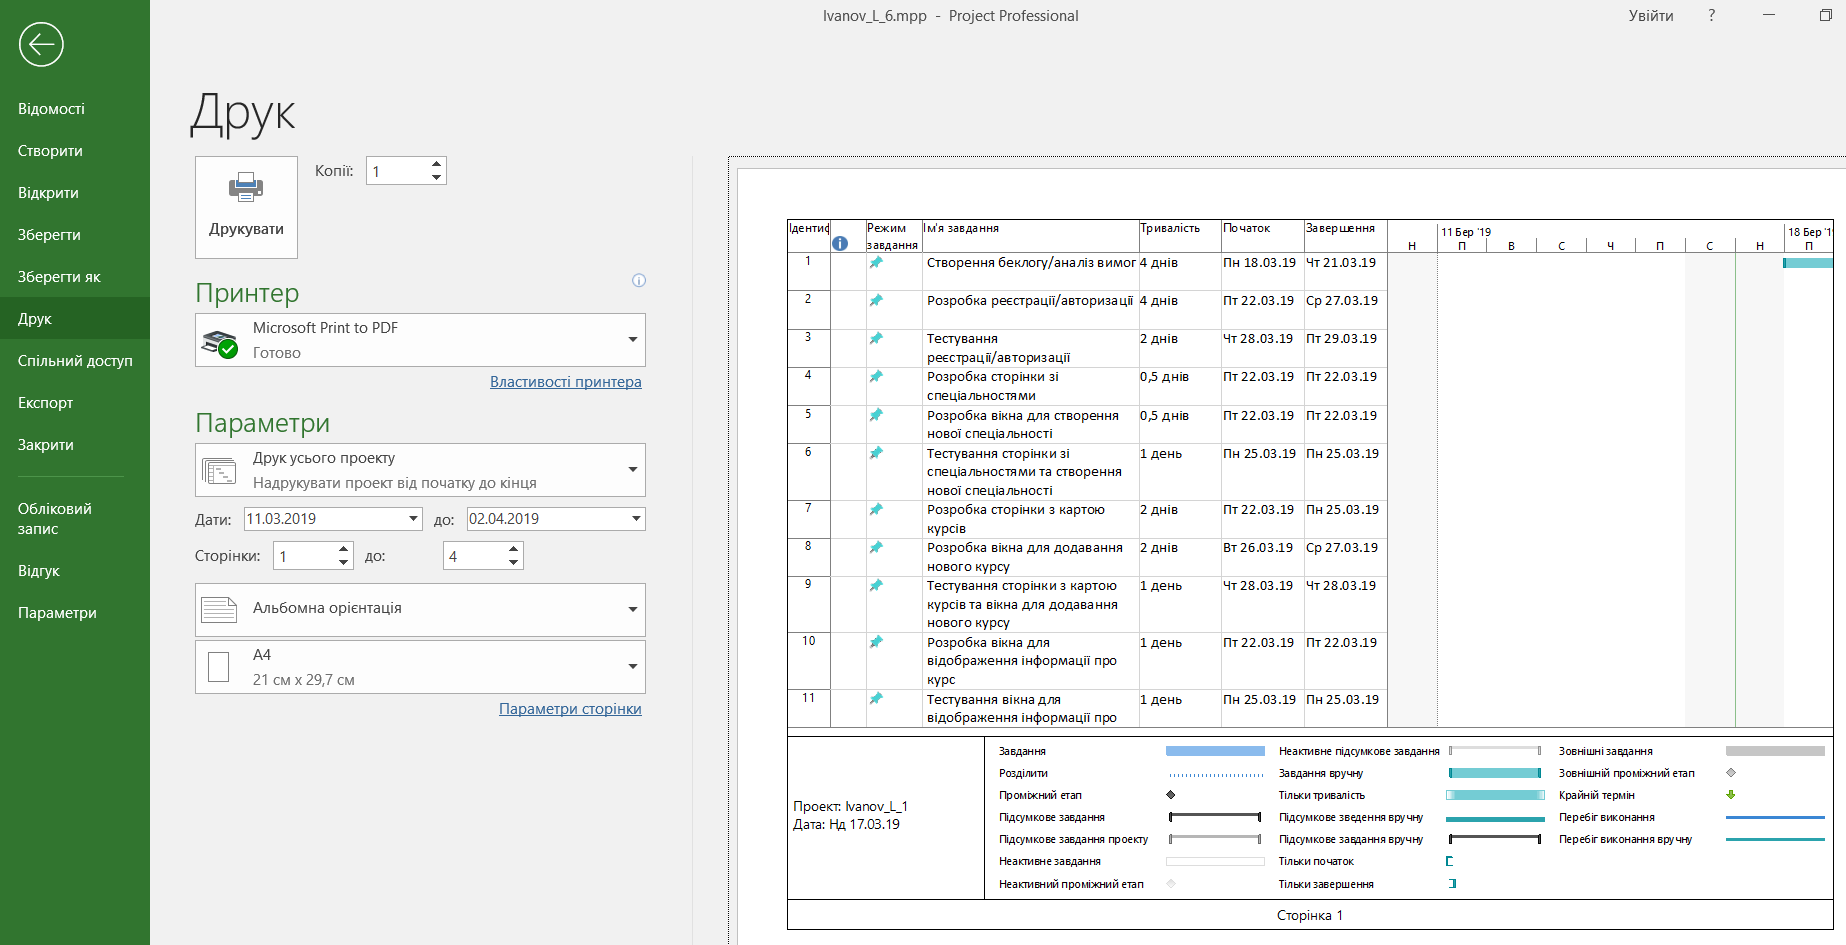 Ivanov_L_6.mpp - Project Professional
Увійти ?
Відомості
Створити
Відкрити
Зберегти
Зберегти як
Друк
Спільний доступ
Експорт
Закрити
Обліковий
запис
Відгук
Параметри
Друк
Друкувати
Копії: 1
Принтер
Microsoft Print to PDF
Готово
Властивості принтера
Параметри
Друк усього проекту
Надрукувати проект від початку до кінця
Дати: 11.03.2019 до: 02.04.2019
Сторінки: 1 до: 4
Альбомна орієнтація
A4
21 см x 29,7 см
Параметри сторінки
Ідентиф Режим завдання Ім'я завдання Тривалість Початок Завершення
11 Бер '19 18 Бер '1
Н П В С Ч П С Н П
1 Створення беклогу/аналіз вимог 4 днів Пн 18.03.19 Чт 21.03.19
2 Розробка реєстрації/авторизації 4 днів Пт 22.03.19 Ср 27.03.19
3 Тестування 2 днів Чт 28.03.19 Пт 29.03.19
реєстрації/авторизації
4 Розробка сторінки зі 0,5 днів Пт 22.03.19 Пт 22.03.19
спеціальностями
5 Розробка вікна для створення 0,5 днів Пт 22.03.19 Пт 22.03.19
нової спеціальності
6 Тестування сторінки зі 1 день Пн 25.03.19 Пн 25.03.19
спеціальностями та створення
нової спеціальності
7 Розробка сторінки з картою 2 днів Пт 22.03.19 Пн 25.03.19
курсів
8 Розробка вікна для додавання 2 днів Вт 26.03.19 Ср 27.03.19
нового курсу
9 Тестування сторінки з картою 1 день Чт 28.03.19 Чт 28.03.19
курсів та вікна для додавання
нового курсу
10 Розробка вікна для 1 день Пт 22.03.19 Пт 22.03.19
відображення інформації про
курс
11 Тестування вікна для 1 день Пн 25.03.19 Пн 25.03.19
відображення інформації про
Проект: Ivanov_L_1
Дата: Нд 17.03.19
Завдання
Розділити
Проміжний етап
Підсумкове завдання
Підсумкове завдання проекту
Неактивне завдання
Неактивний проміжний етап
Неактивне підсумкове завдання
Завдання вручну
Тільки тривалість
Підсумкове зведення вручну
Підсумкове завдання вручну
Тільки початок
Тільки завершення
Зовнішні завдання
Зовнішній проміжний етап
Крайній термін
Перебіг виконання
Перебіг виконання вручну
Сторінка 1